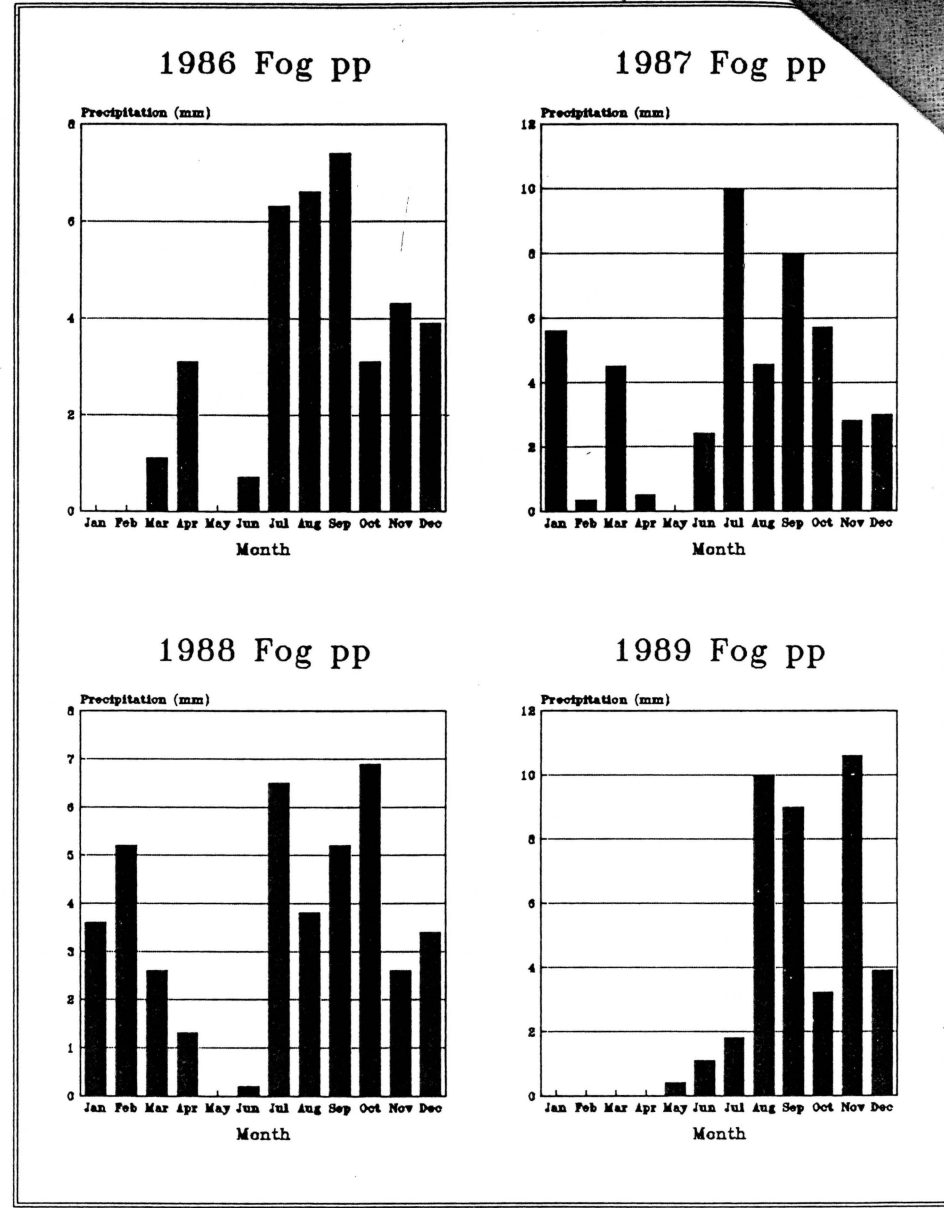 1986 Fog pp
Precipitation (mm)
8
6
4
2
0
Jan Feb Mar Apr May Jun Jul Aug Sep Oct Nov Dec
Month
1987 Fog pp
Precipitation (mm)
12
10
8
6
4
2
0
Jan Feb Mar Apr May Jun Jul Aug Sep Oct Nov Dec
Month
1988 Fog pp
Precipitation (mm)
8
7
6
5
4
3
2
1
0
Jan Feb Mar Apr May Jun Jul Aug Sep Oct Nov Dec
Month
1989 Fog pp
Precipitation (mm)
12
10
8
6
4
2
0
Jan Feb Mar Apr May Jun Jul Aug Sep Oct Nov Dec
Month